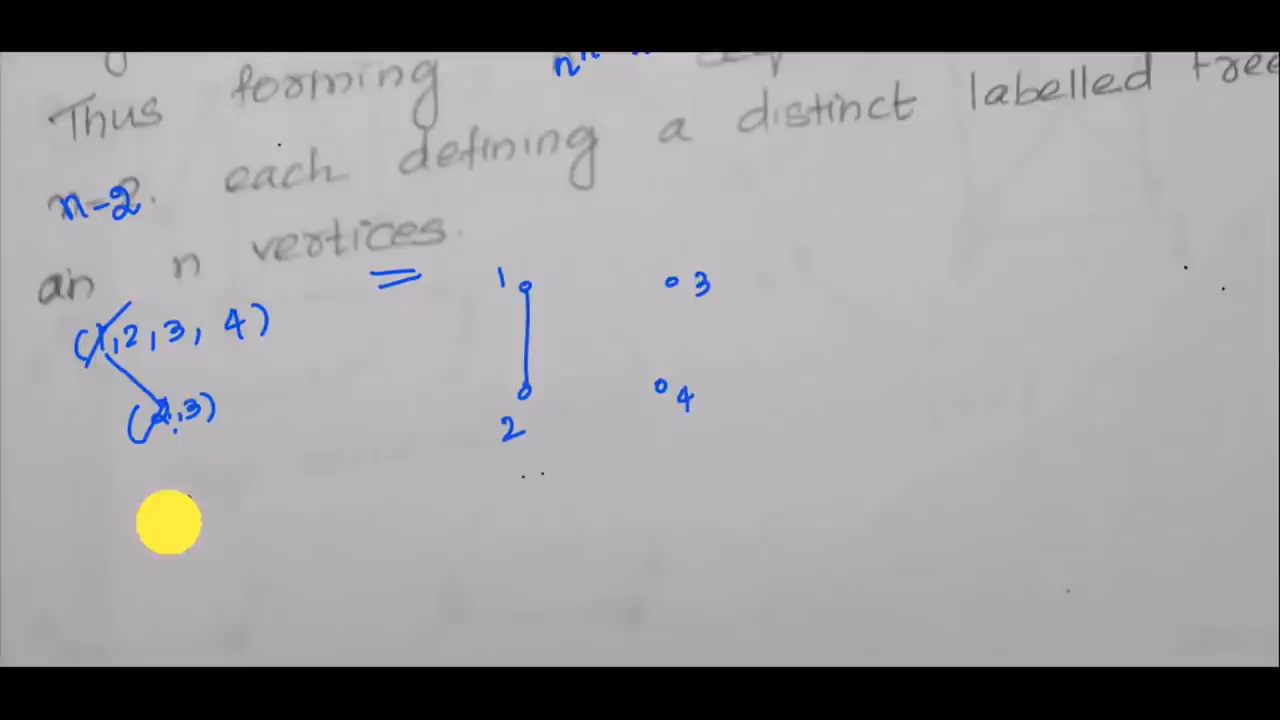 Thus forming
n-2. each defining a distinct labelled tree
an n vertices.
(1,2,3,4)
(2,3)
1
3
4
2